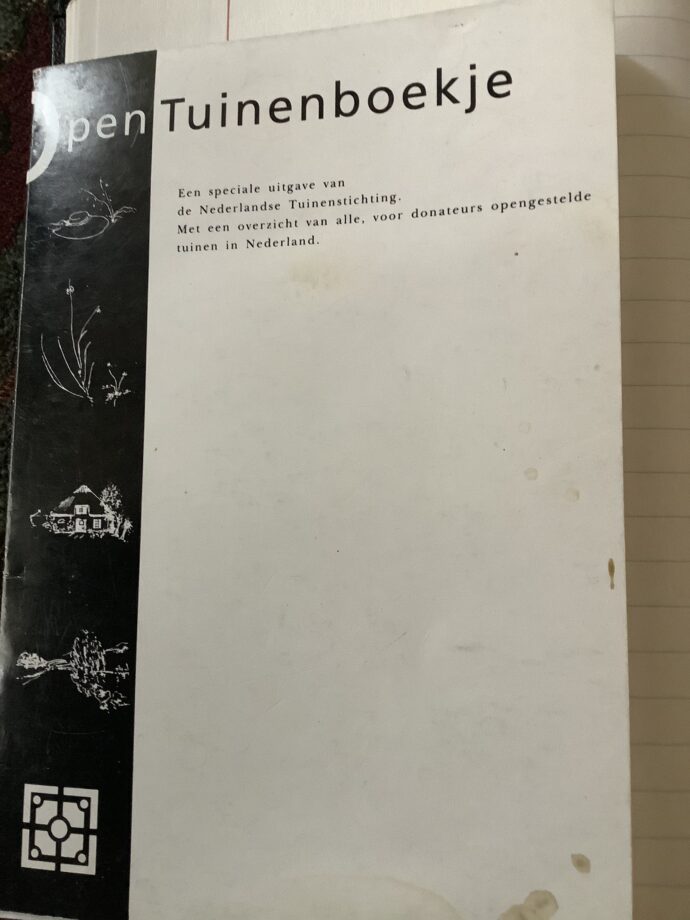 Open Tuinenboekje
Een speciale uitgave van
de Nederlandse Tuinenstichting.
Met een overzicht van alle, voor donateurs opengestelde
tuinen in Nederland.